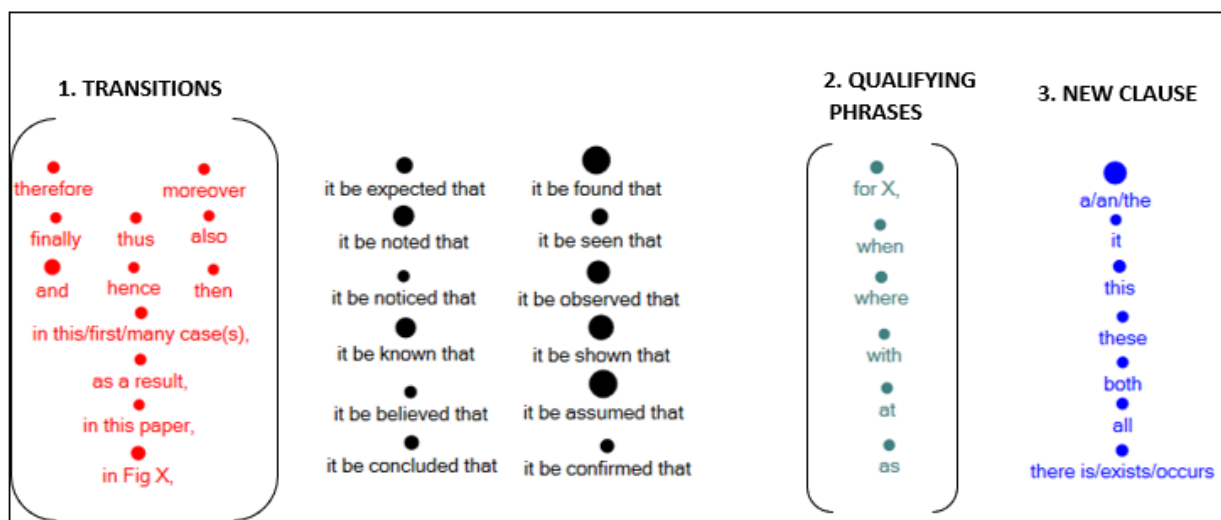 1. TRANSITIONS
2. QUALIFYING
PHRASES
3. NEW CLAUSE
therefore
moreover
finally
thus
also
and
hence
then
in this/first/many case(s),
as a result,
in this paper,
in Fig X,
it be expected that
it be noted that
it be noticed that
it be known that
it be believed that
it be concluded that
it be found that
it be seen that
it be observed that
it be shown that
it be assumed that
it be confirmed that
for X,
when
where
with
at
as
a/an/the
it
this
these
both
all
there is/exists/occurs